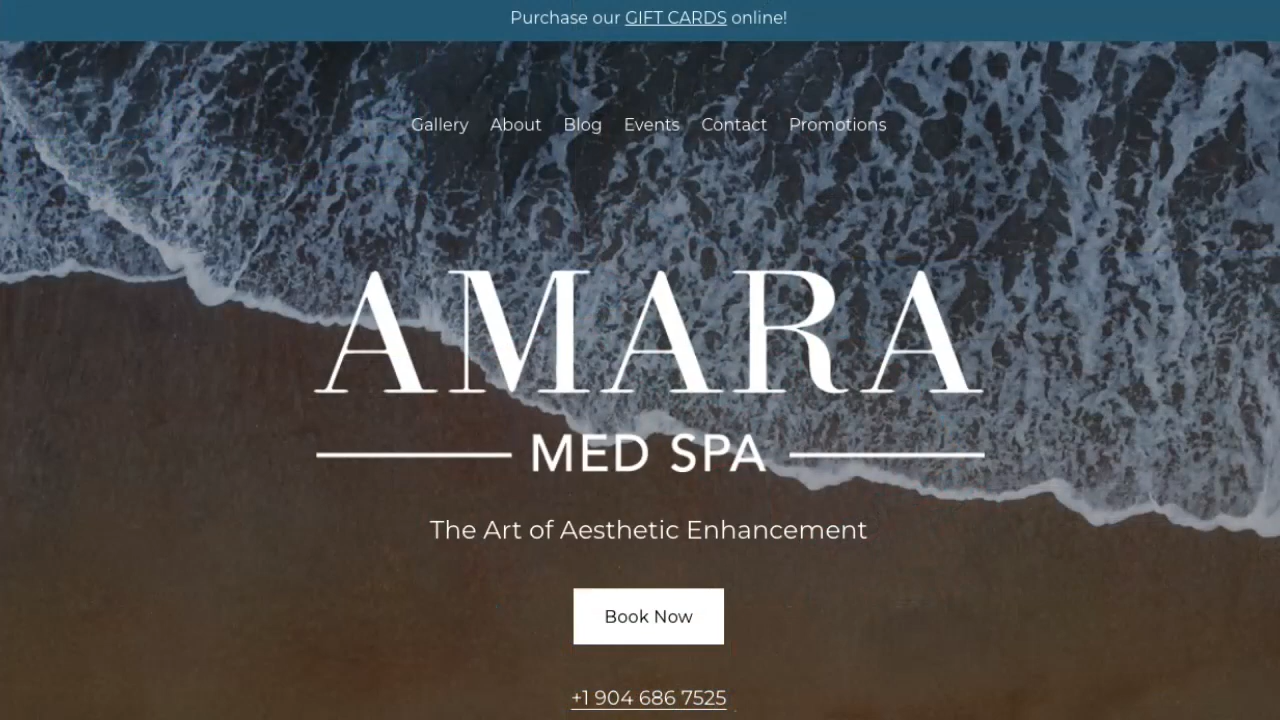 Purchase our GIFT CARDS online!
Gallery About Blog Events Contact Promotions
AMARA
MED SPA
The Art of Aesthetic Enhancement
Book Now
+1 904 686 7525